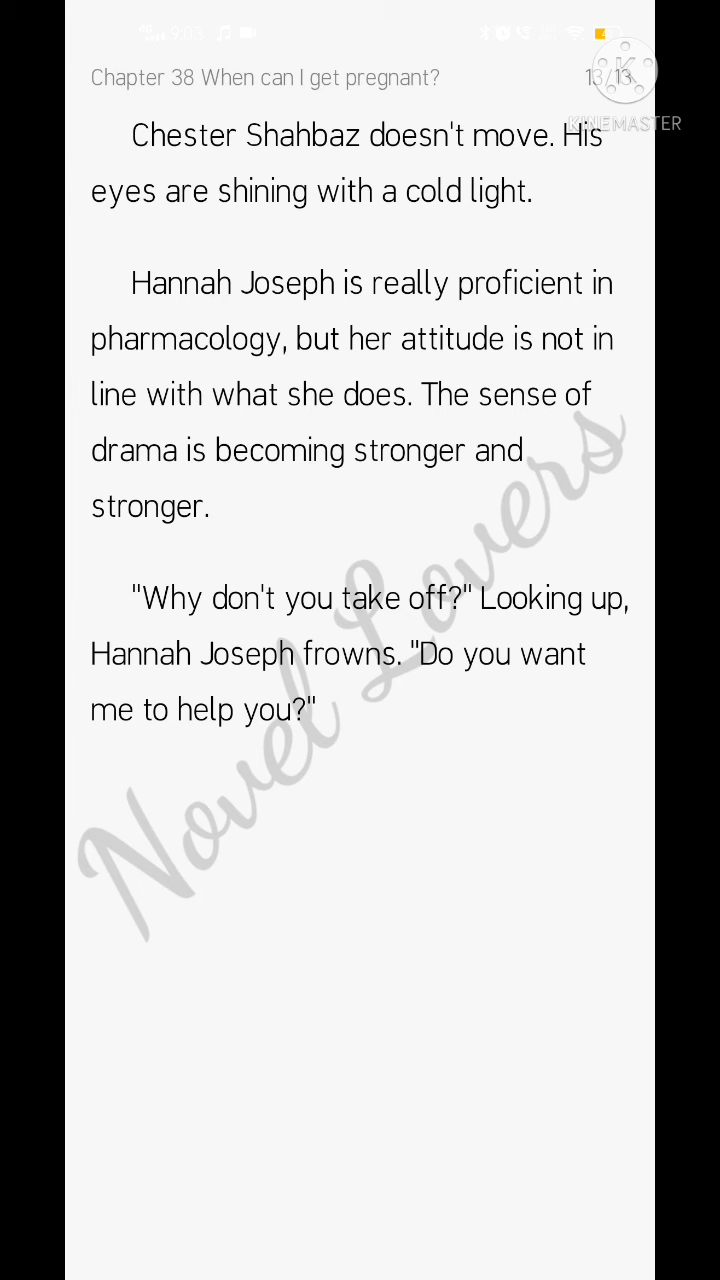 9:03
Chapter 38 When can I get pregnant? 13/13
KINEMASTER
Chester Shahbaz doesn't move. His
eyes are shining with a cold light.
Hannah Joseph is really proficient in
pharmacology, but her attitude is not in
line with what she does. The sense of
drama is becoming stronger and
stronger.
"Why don't you take off?" Looking up,
Hannah Joseph frowns. "Do you want
me to help you?"
Novel Lovers